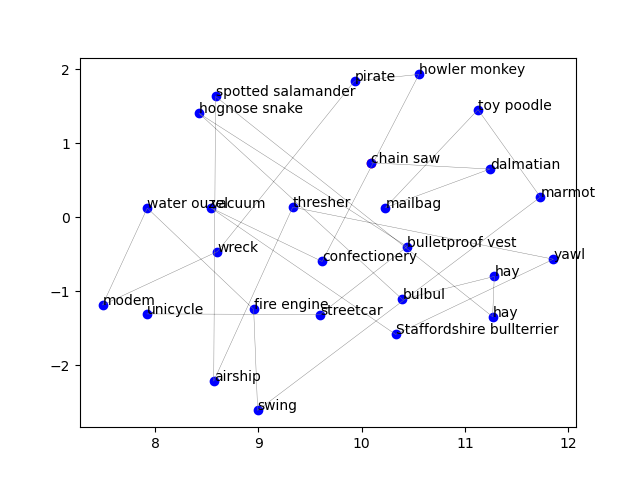 2
pirate
howler monkey
spotted salamander
hognose snake
toy poodle
1
chain saw
dalmatian
marmot
0
water ouzel
vacuum
thresher
mailbag
wreck
bulletproof vest
confectionery
yawl
hay
−1
modem
unicycle
fire engine
streetcar
bulbul
hay
Staffordshire bullterrier
−2
airship
swing
8
9
10
11
12